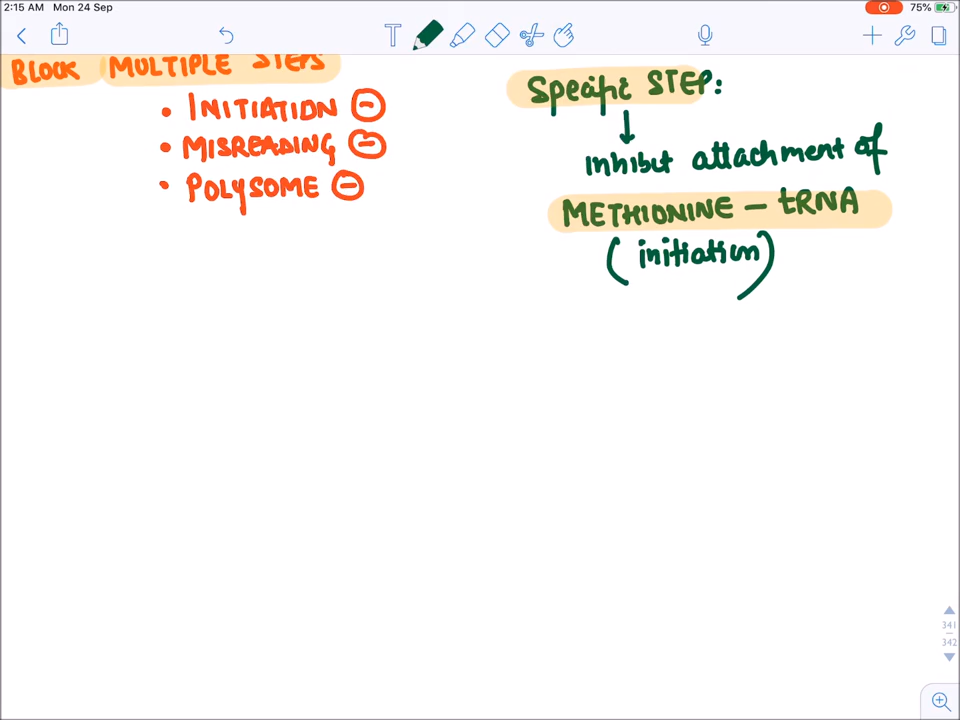 2:15 AM Mon 24 Sep
75%
T
BLOCK MULTIPLE STEPS
• INITIATION ⊖
• MISREADING ⊖
• POLYSOME ⊖
Specific STEP:
↓
inhibit attachment of
METHIONINE – tRNA
(initiation)
341
342